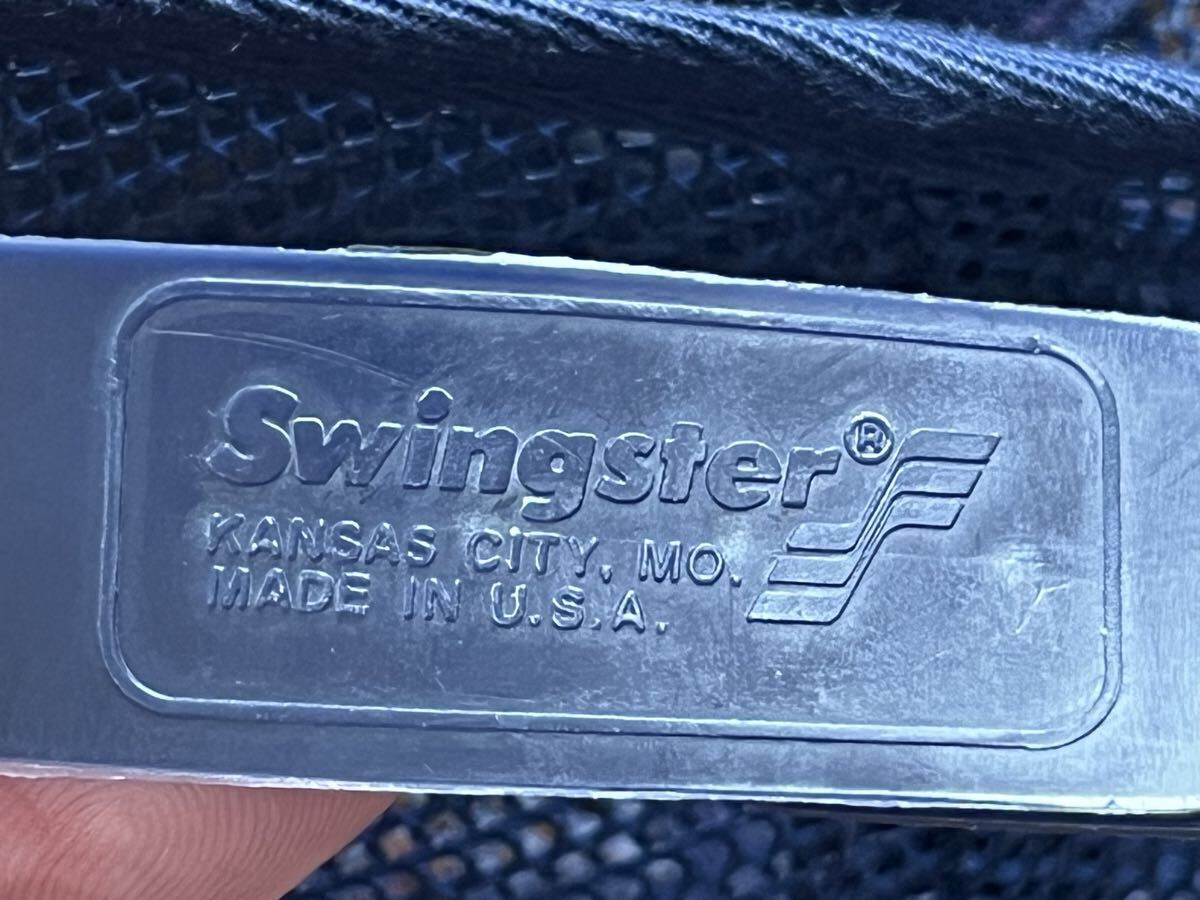 Swingster®
KANSAS CITY, MO.
MADE IN U.S.A.